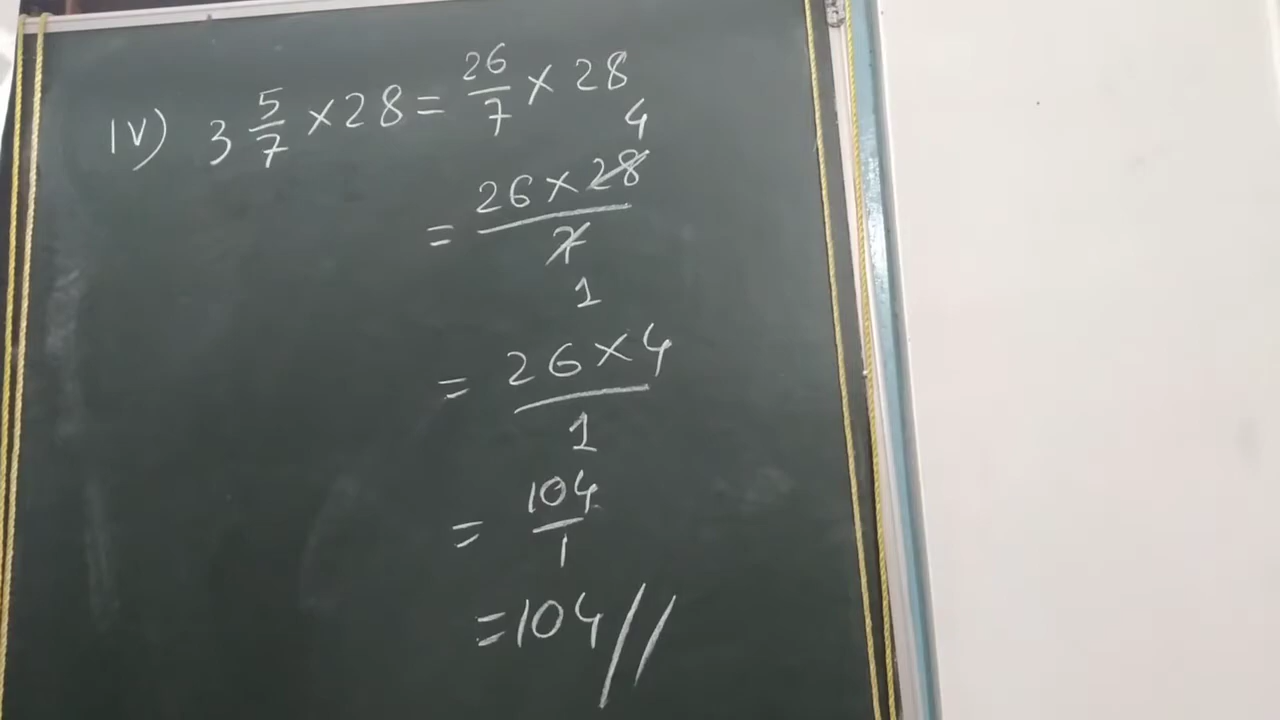 IV) 3 5/7 × 28 = 26/7 × 28
4
= 26 × 28 / 7
1
= 26 × 4 / 1
= 104 / 1
= 104 //